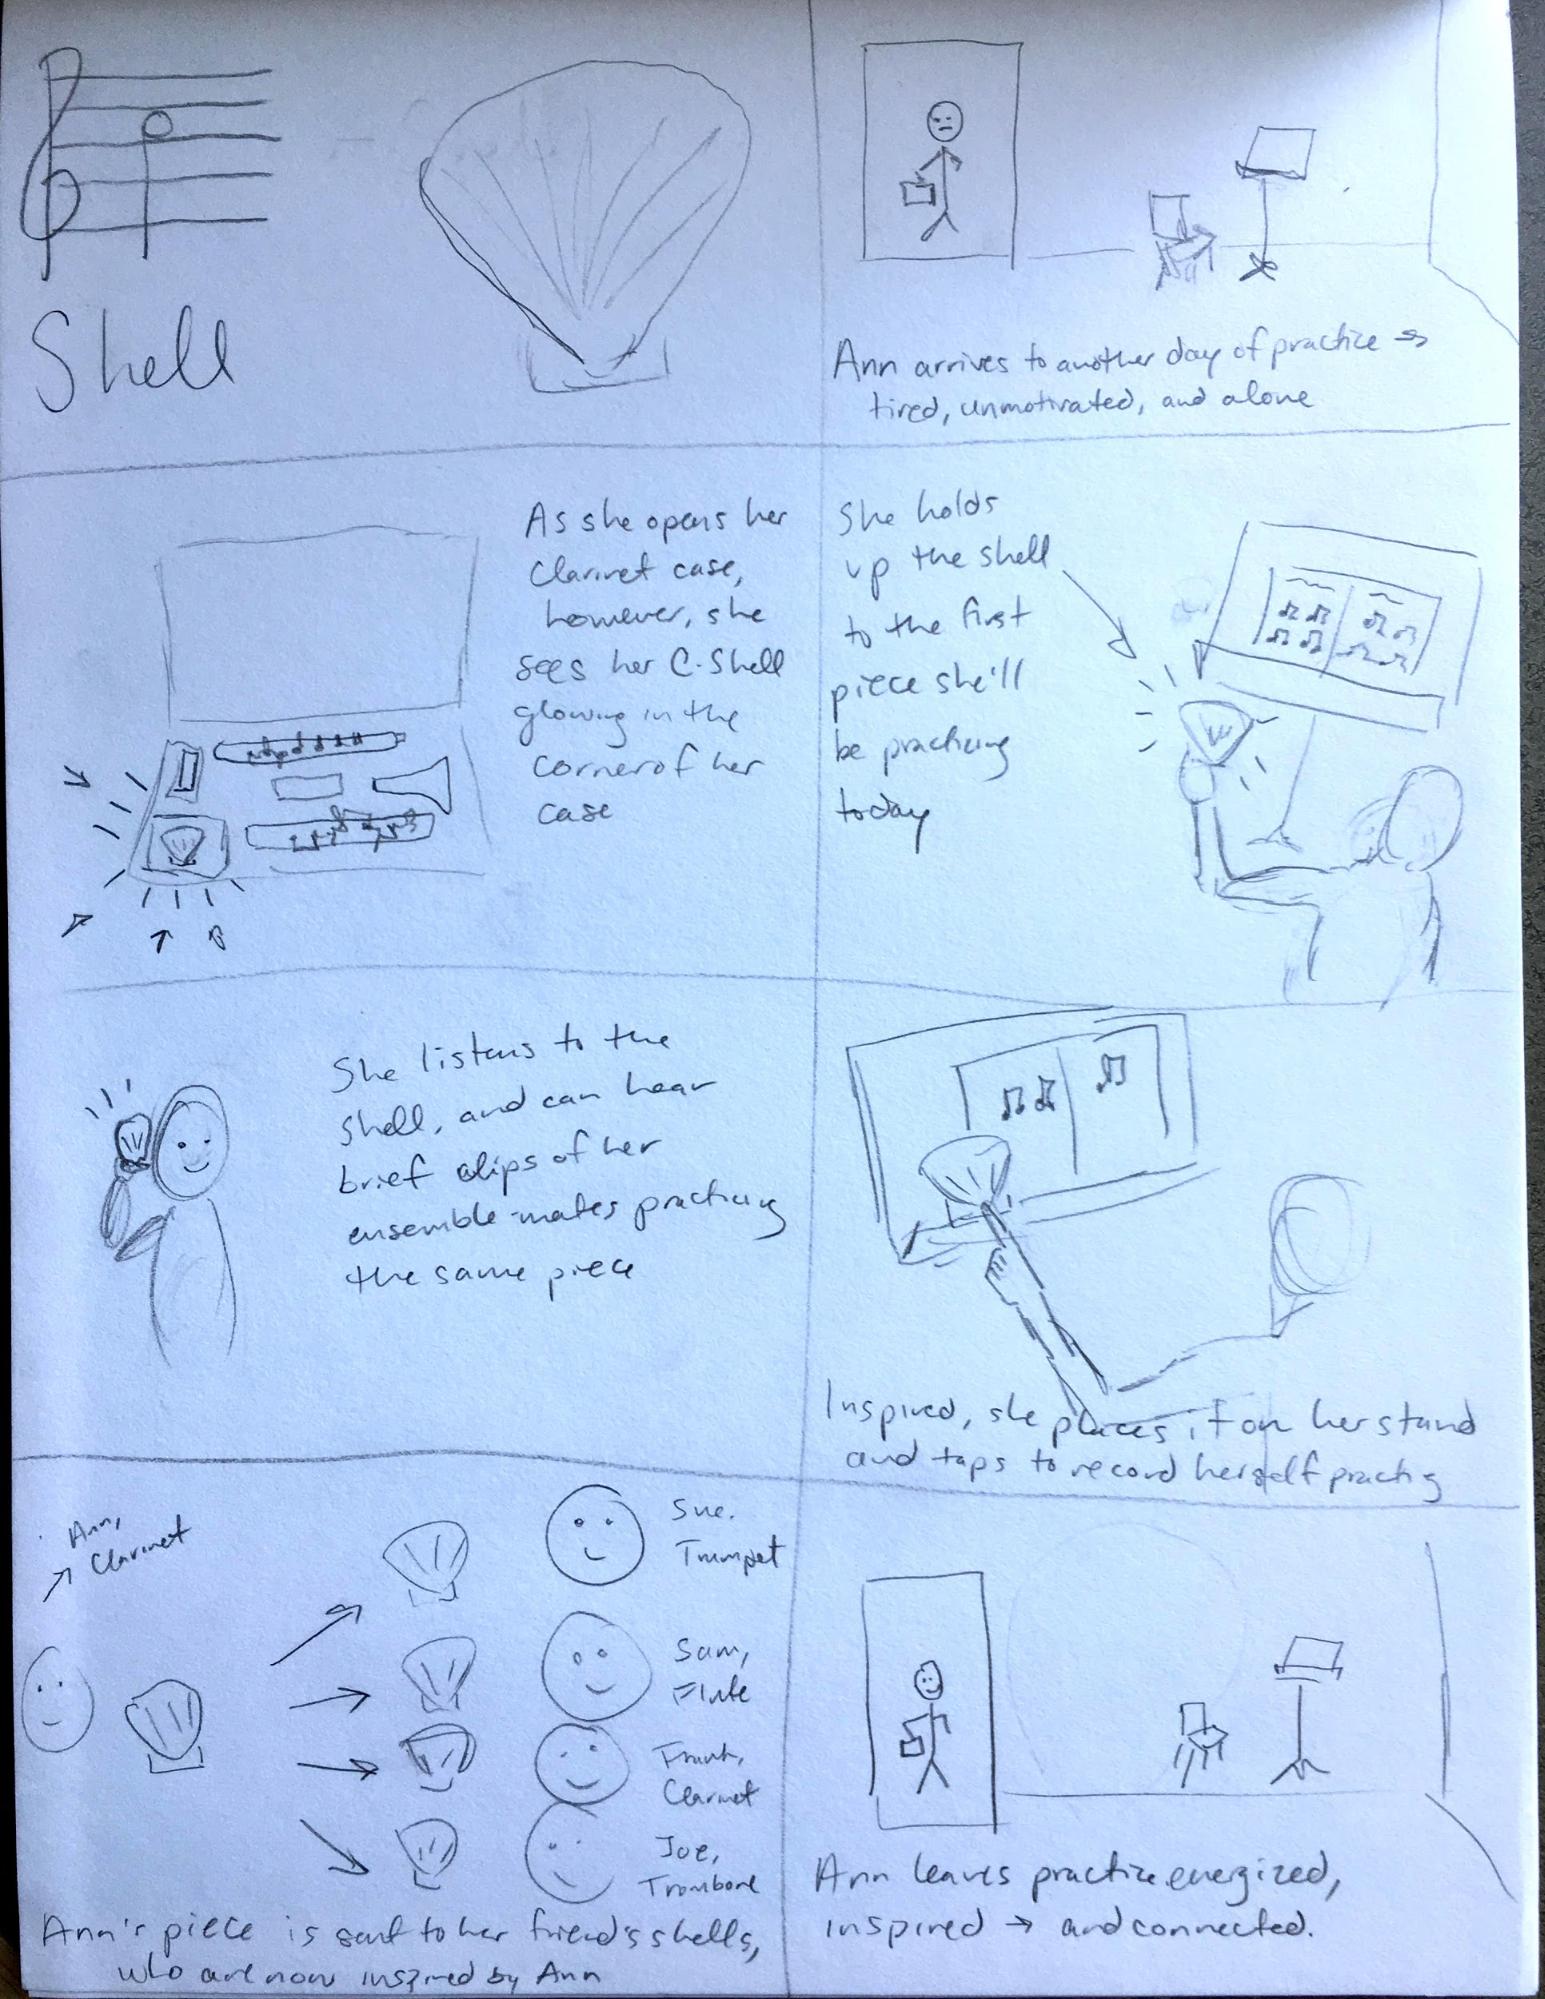 Shell
Ann arrives to another day of practice →
tired, unmotivated, and alone
As she opens her
Clarinet case,
however, she
sees her C-Shell
glowing in the
corner of her
case
She holds
up the shell
to the first
piece she'll
be practicing
today
She listens to the
Shell, and can hear
brief clips of her
ensemble-mates practicing
the same piece
Inspired, she places it on her stand
and taps to record herself practig
Ann,
Clarinet
Sue.
Trumpet
Sam,
Flute
Frank,
Clarinet
Joe,
Trombone
Ann's piece is sent to her friend's shells,
who are now inspired by Ann
Ann leaves practice energized,
inspired → and connected.